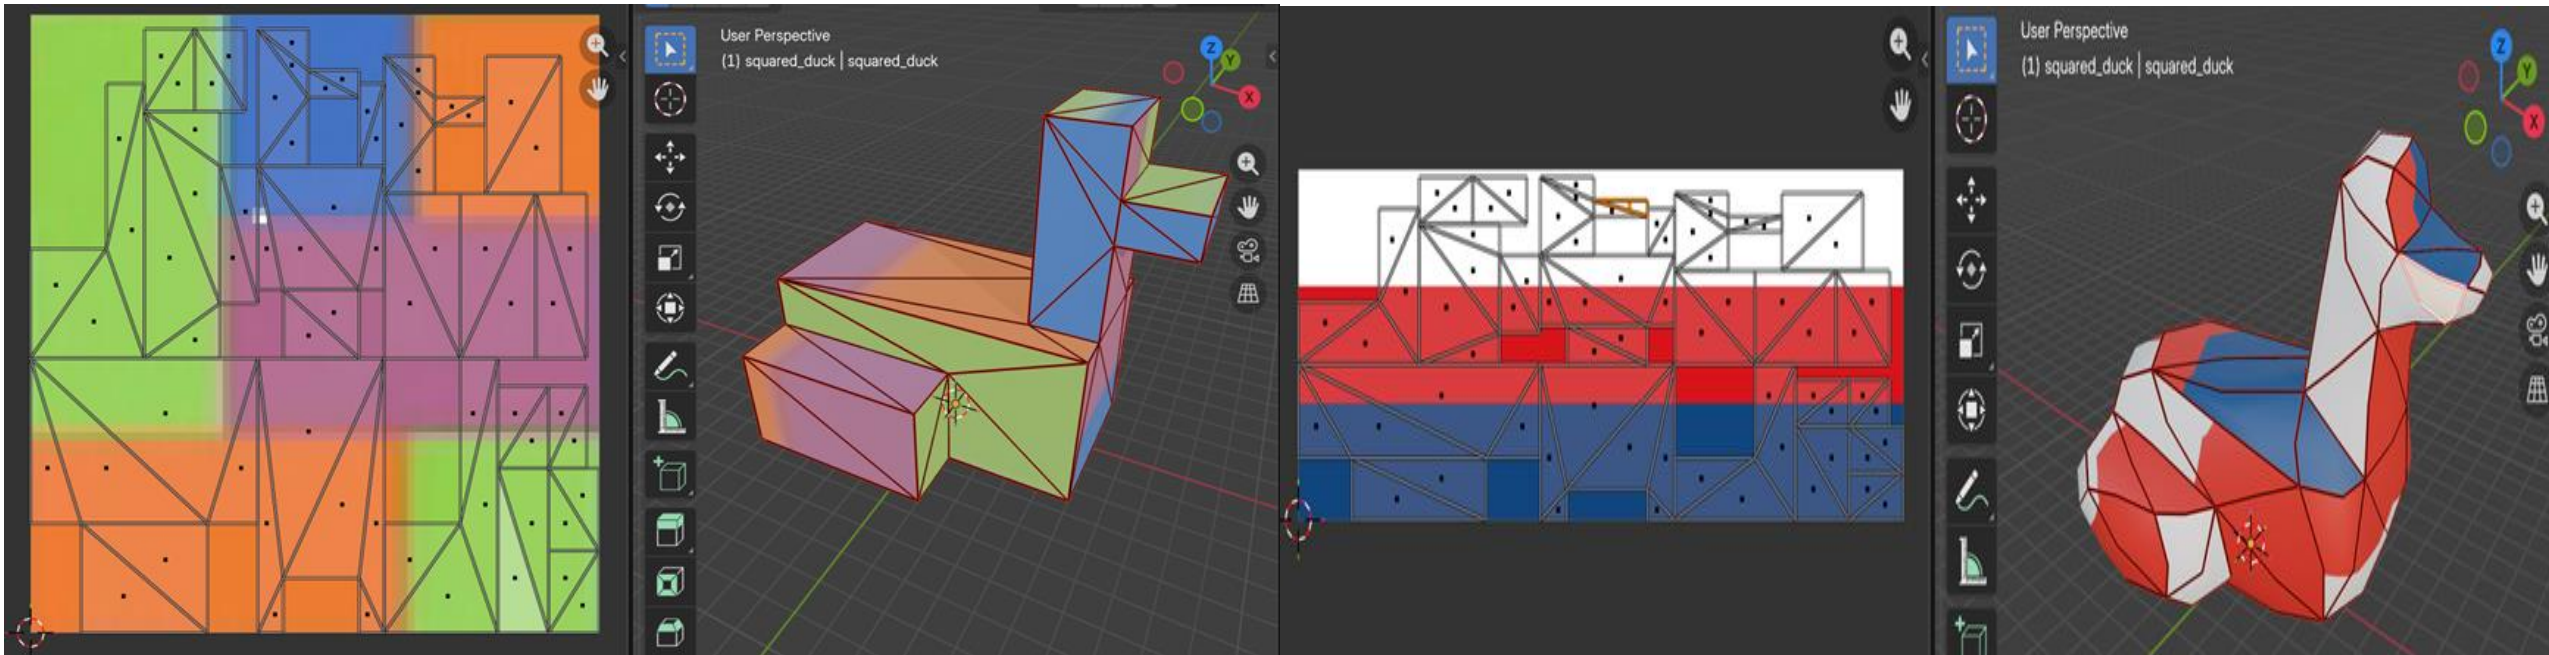 User Perspective
(1) squared_duck | squared_duck
Z
Y
X
User Perspective
(1) squared_duck | squared_duck
Z
Y
X